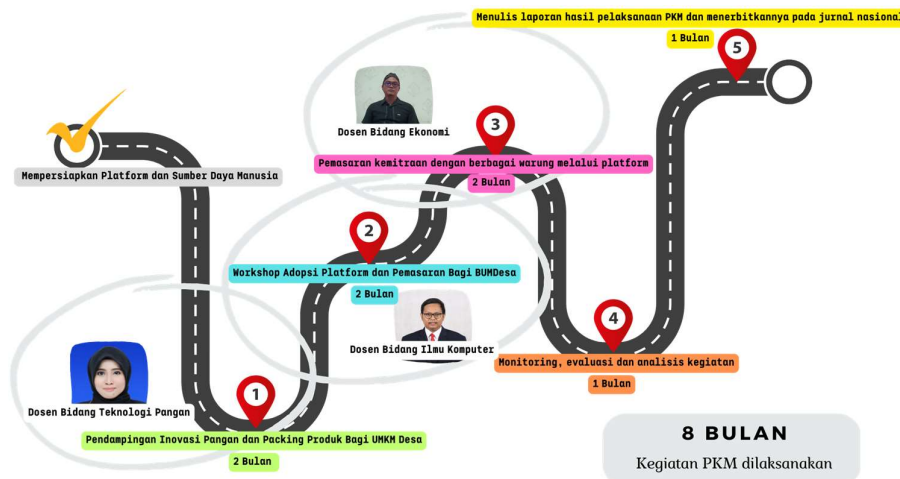 Menulis laporan hasil pelaksanaan PKM dan menerbitkannya pada jurnal nasional
1 Bulan
5
Dosen Bidang Ekonomi
3
Pemasaran kemitraan dengan berbagai warung melalui platform
2 Bulan
Mempersiapkan Platform dan Sumber Daya Manusia
2
Workshop Adopsi Platform dan Pemasaran Bagi BUMDesa
2 Bulan
Dosen Bidang Ilmu Komputer
4
Monitoring, evaluasi dan analisis kegiatan
1 Bulan
1
Dosen Bidang Teknologi Pangan
Pendampingan Inovasi Pangan dan Packing Produk Bagi UMKM Desa
2 Bulan
8 BULAN
Kegiatan PKM dilaksanakan